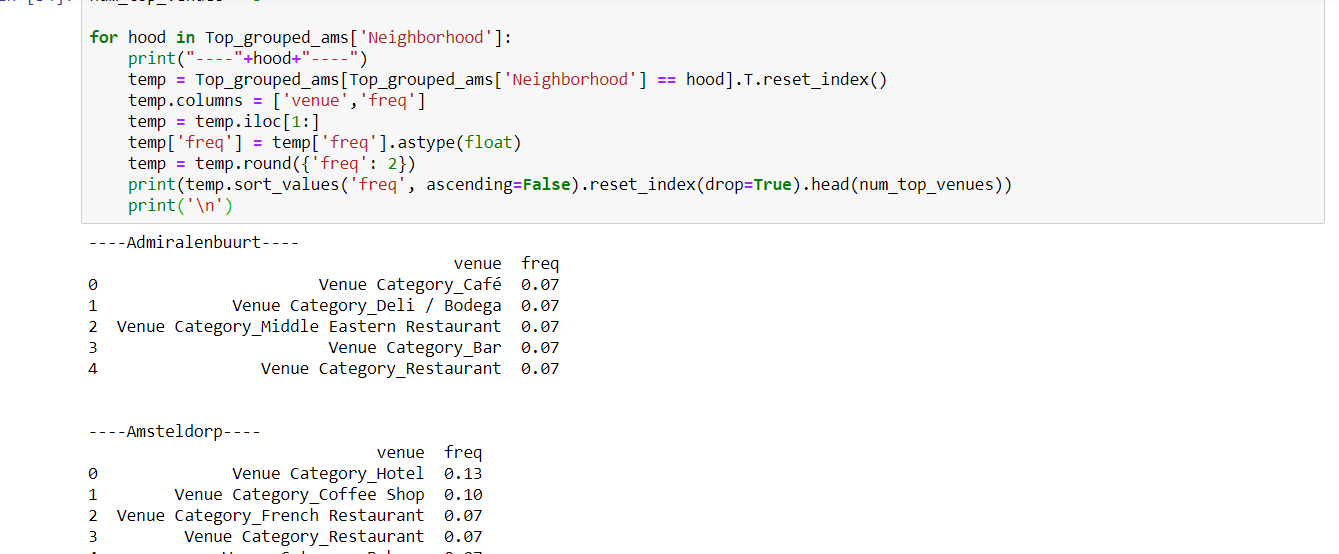 for hood in Top_grouped_ams['Neighborhood']:
    print("----"+hood+"----")
    temp = Top_grouped_ams[Top_grouped_ams['Neighborhood'] == hood].T.reset_index()
    temp.columns = ['venue','freq']
    temp = temp.iloc[1:]
    temp['freq'] = temp['freq'].astype(float)
    temp = temp.round({'freq': 2})
    print(temp.sort_values('freq', ascending=False).reset_index(drop=True).head(num_top_venues))
    print('\n')
----Admiralenbuurt----
venue freq
0 Venue Category_Café 0.07
1 Venue Category_Deli / Bodega 0.07
2 Venue Category_Middle Eastern Restaurant 0.07
3 Venue Category_Bar 0.07
4 Venue Category_Restaurant 0.07
----Amsteldorp----
venue freq
0 Venue Category_Hotel 0.13
1 Venue Category_Coffee Shop 0.10
2 Venue Category_French Restaurant 0.07
3 Venue Category_Restaurant 0.07